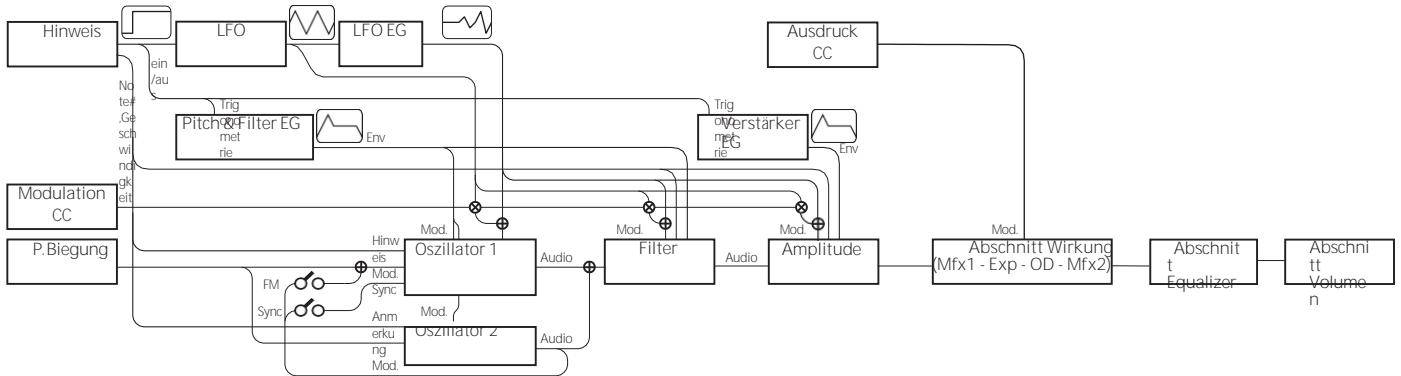 Hinweis
LFO
LFO EG
Ausdruck
CC
ein
/au
s
No
te#
,Ge
sch
wi
ndi
gk
eit
Trig
ono
met
rie
Pitch & Filter EG
Env
Trig
ono
met
rie
Verstärker
EG
Env
Modulation
CC
P.Biegung
Mod.
Hinw
eis
Mod.
Sync
Oszillator 1
Audio
Mod.
Filter
Audio
Mod.
Amplitude
Mod.
Abschnitt Wirkung
(Mfx1 - Exp - OD - Mfx2)
Abschnit
t
Equalizer
Abschni
tt
Volume
n
FM
Sync
Mod.
Anm
erku
ng
Mod.
Oszillator 2
Audio